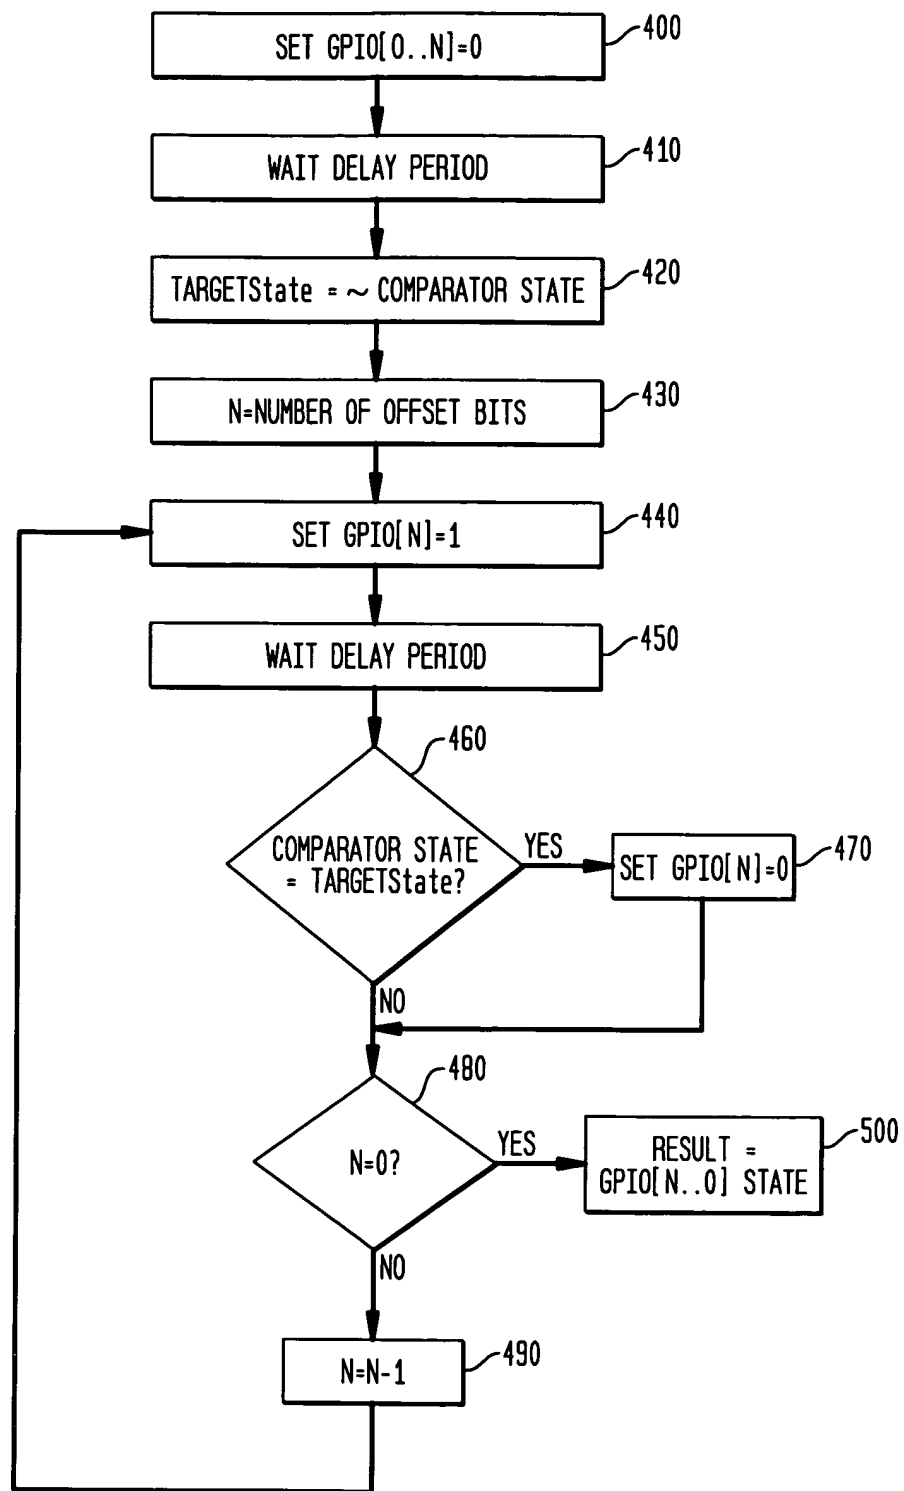 SET GPIO[0..N]=0
400
WAIT DELAY PERIOD
410
TARGETState = ~ COMPARATOR STATE
420
N=NUMBER OF OFFSET BITS
430
SET GPIO[N]=1
440
WAIT DELAY PERIOD
450
460
COMPARATOR STATE
= TARGETState?
YES
SET GPIO[N]=0
470
NO
480
N=0?
YES
RESULT =
GPIO[N..0] STATE
500
NO
N=N-1
490